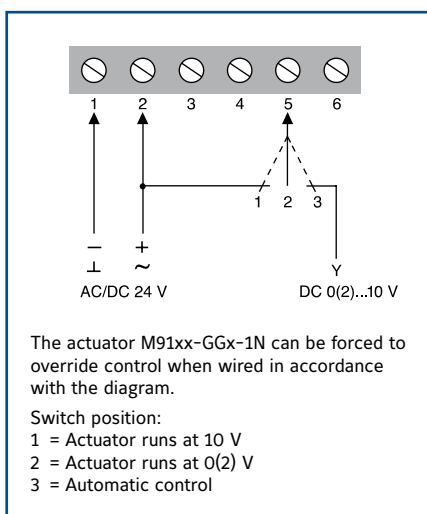 1 2 3 4 5 6
1 2 3
− +
⊥ ~ Y
AC/DC 24 V DC 0(2)...10 V
The actuator M91xx-GGx-1N can be forced to
override control when wired in accordance
with the diagram.
Switch position:
1 = Actuator runs at 10 V
2 = Actuator runs at 0(2) V
3 = Automatic control